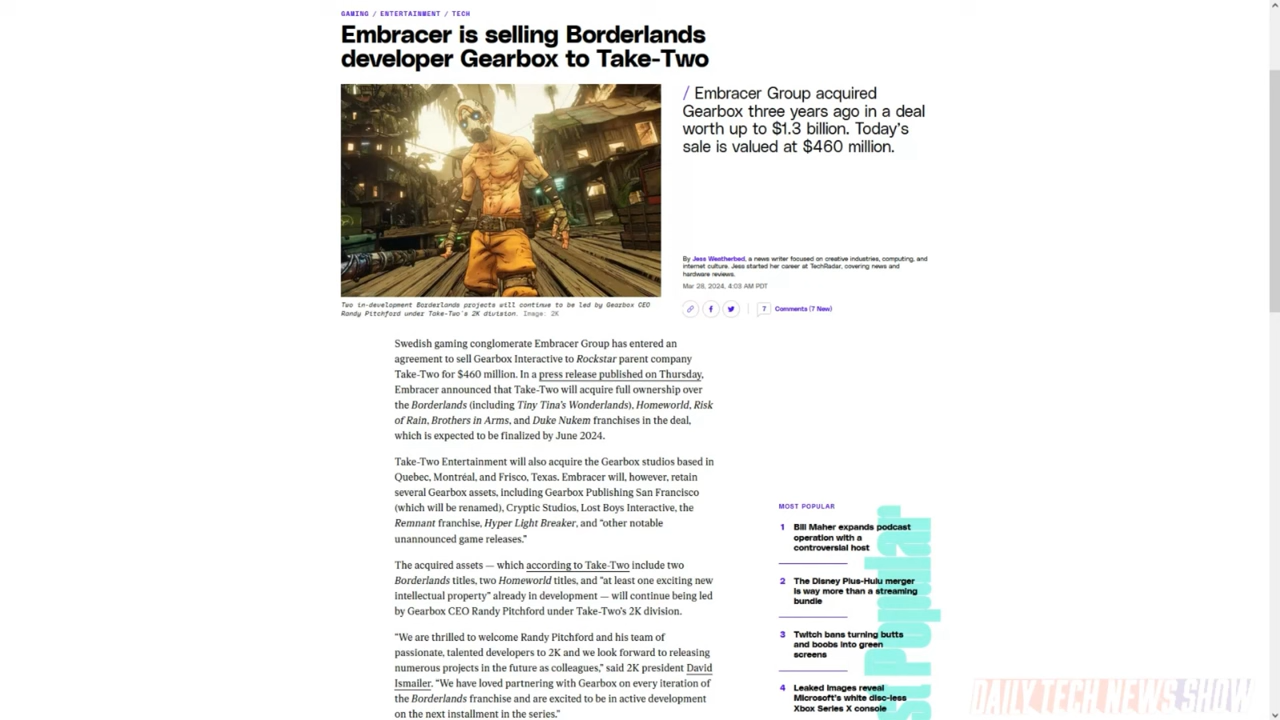 GAMING / ENTERTAINMENT / TECH
Embracer is selling Borderlands
developer Gearbox to Take-Two
/ Embracer Group acquired
Gearbox three years ago in a deal
worth up to $1.3 billion. Today's
sale is valued at $460 million.
By Jess Weatherbed, a news writer focused on creative industries, computing, and
internet culture. Jess started her career at TechRadar, covering news and
hardware reviews.
Mar 28, 2024, 4:03 AM PDT
7 Comments (7 New)
Two in-development Borderlands projects will continue to be led by Gearbox CEO
Randy Pitchford under Take-Two's 2K division. Image: 2K
Swedish gaming conglomerate Embracer Group has entered an
agreement to sell Gearbox Interactive to Rockstar parent company
Take-Two for $460 million. In a press release published on Thursday,
Embracer announced that Take-Two will acquire full ownership over
the Borderlands (including Tiny Tina's Wonderlands), Homeworld, Risk
of Rain, Brothers in Arms, and Duke Nukem franchises in the deal,
which is expected to be finalized by June 2024.
Take-Two Entertainment will also acquire the Gearbox studios based in
Quebec, Montréal, and Frisco, Texas. Embracer will, however, retain
several Gearbox assets, including Gearbox Publishing San Francisco
(which will be renamed), Cryptic Studios, Lost Boys Interactive, the
Remnant franchise, Hyper Light Breaker, and "other notable
unannounced game releases."
The acquired assets — which according to Take-Two include two
Borderlands titles, two Homeworld titles, and "at least one exciting new
intellectual property" already in development — will continue being led
by Gearbox CEO Randy Pitchford under Take-Two's 2K division.
"We are thrilled to welcome Randy Pitchford and his team of
passionate, talented developers to 2K and we look forward to releasing
numerous projects in the future as colleagues," said 2K president David
Ismailer. "We have loved partnering with Gearbox on every iteration of
the Borderlands franchise and are excited to be in active development
on the next installment in the series."
MOST POPULAR
1 Bill Maher expands podcast
operation with a
controversial host
2 The Disney Plus-Hulu merger
is way more than a streaming
bundle
3 Twitch bans turning butts
and boobs into green
screens
4 Leaked images reveal
Microsoft's white disc-less
Xbox Series X console
st Popular
DAILYTECHNEWS.SHOW